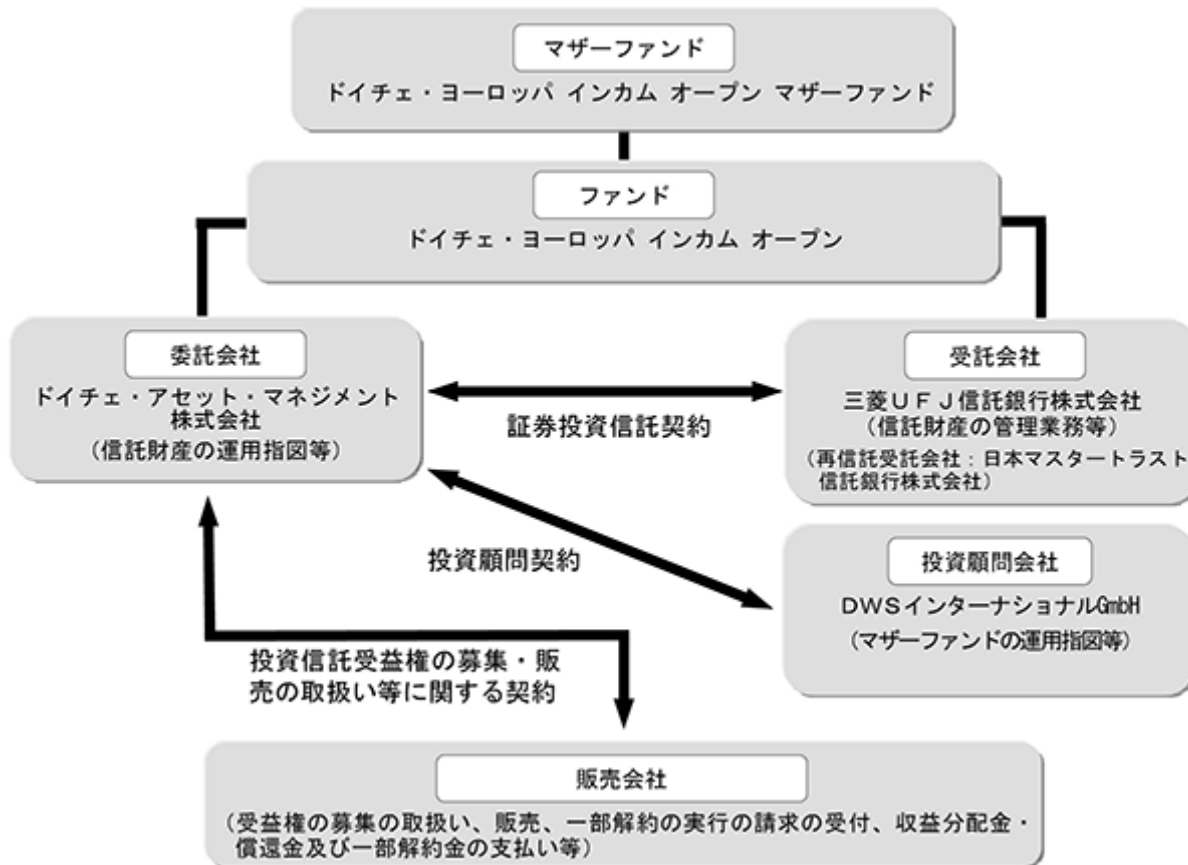 マザーファンド
ドイチェ・ヨーロッパ インカム オープン マザーファンド
ファンド
ドイチェ・ヨーロッパ インカム オープン
委託会社
ドイチェ・アセット・マネジメント
株式会社
(信託財産の運用指図等)
証券投資信託契約
受託会社
三菱UFJ信託銀行株式会社
(信託財産の管理業務等)
(再信託受託会社:日本マスタートラスト
信託銀行株式会社)
投資顧問契約
投資顧問会社
DWSインターナショナルGmbH
(マザーファンドの運用指図等)
投資信託受益権の募集・販
売の取扱い等に関する契約
販売会社
(受益権の募集の取扱い、販売、一部解約の実行の請求の受付、収益分配金・
償還金及び一部解約金の支払い等)